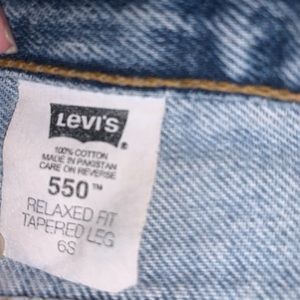 Levi's
®
100% COTTON
MADE IN PAKISTAN
CARE ON REVERSE
550™
RELAXED FIT
TAPERED LEG
6S